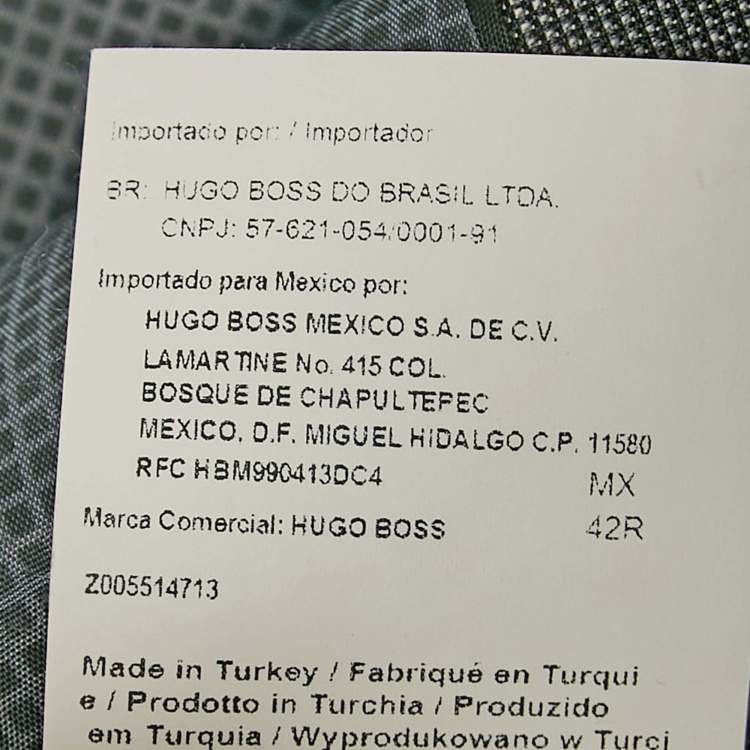 Importado por: / Importador
BR: HUGO BOSS DO BRASIL LTDA.
CNPJ: 57-621-054/0001-91
Importado para Mexico por:
HUGO BOSS MEXICO S.A. DE C.V.
LAMARTINE No. 415 COL.
BOSQUE DE CHAPULTEPEC
MEXICO, D.F. MIGUEL HIDALGO C.P. 11580
RFC HBM990413DC4 MX
Marca Comercial: HUGO BOSS 42R
Z005514713
Made in Turkey / Fabriqué en Turqui
e / Prodotto in Turchia / Produzido
em Turquia / Wyprodukowano w Turcj